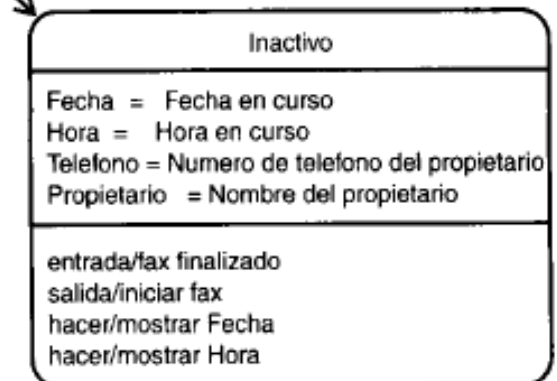 Inactivo
Fecha = Fecha en curso
Hora = Hora en curso
Telefono = Numero de telefono del propietario
Propietario = Nombre del propietario
entrada/fax finalizado
salida/iniciar fax
hacer/mostrar Fecha
hacer/mostrar Hora